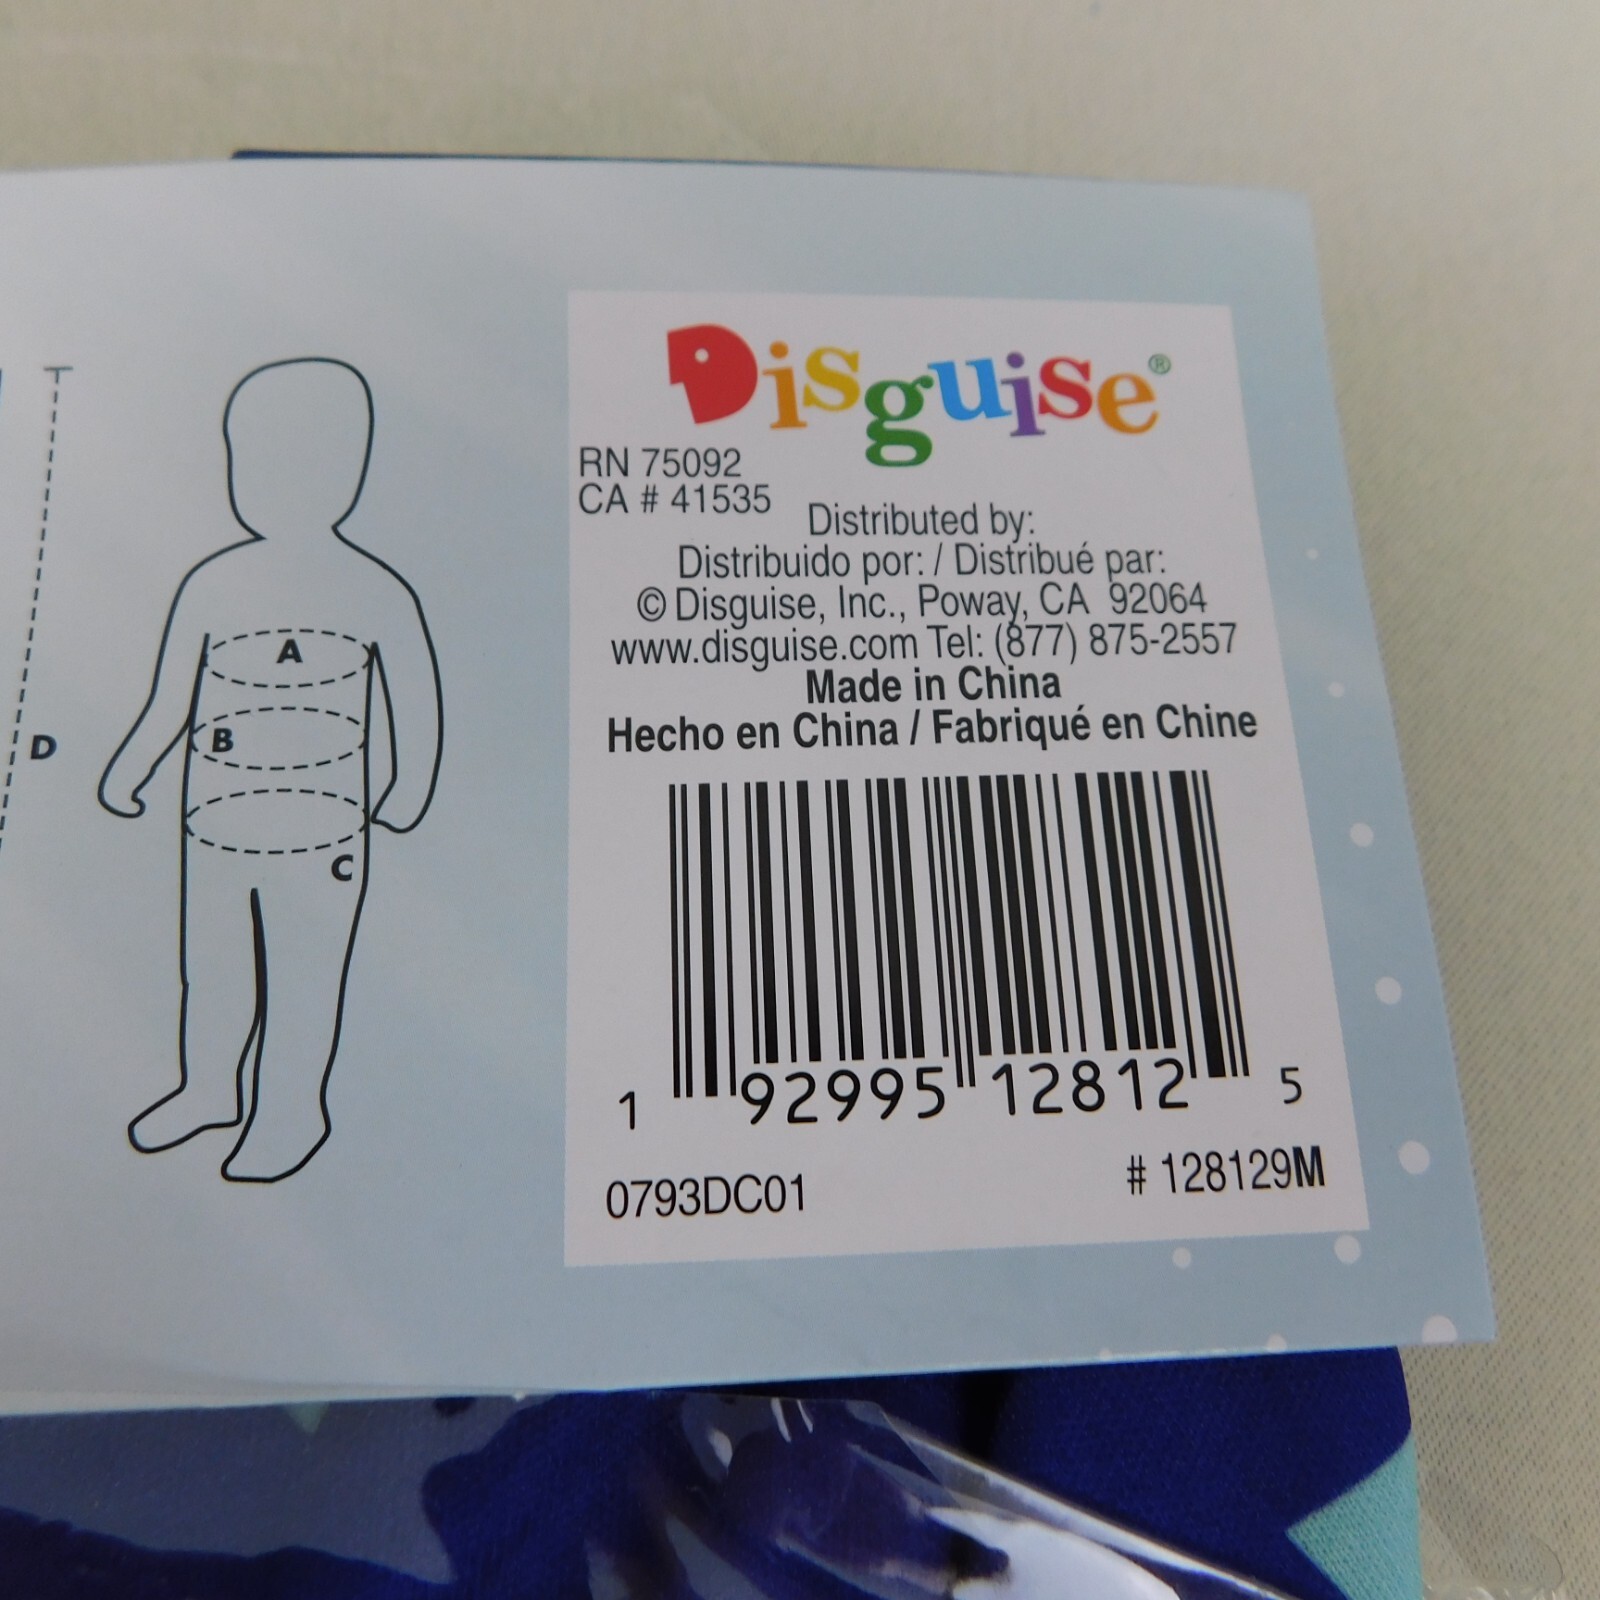 Disguise®
RN 75092
CA # 41535
Distributed by:
Distribuido por: / Distribué par:
© Disguise, Inc., Poway, CA 92064
www.disguise.com Tel: (877) 875-2557
Made in China
Hecho en China / Fabriqué en Chine
1 92995 12812 5
0793DC01 # 128129M
A
B
C
D